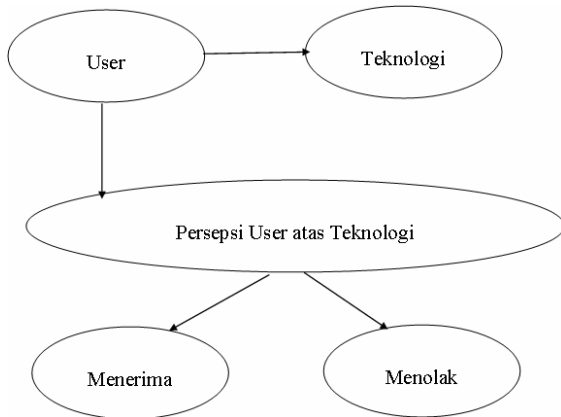 User
Teknologi
Persepsi User atas Teknologi
Menerima
Menolak